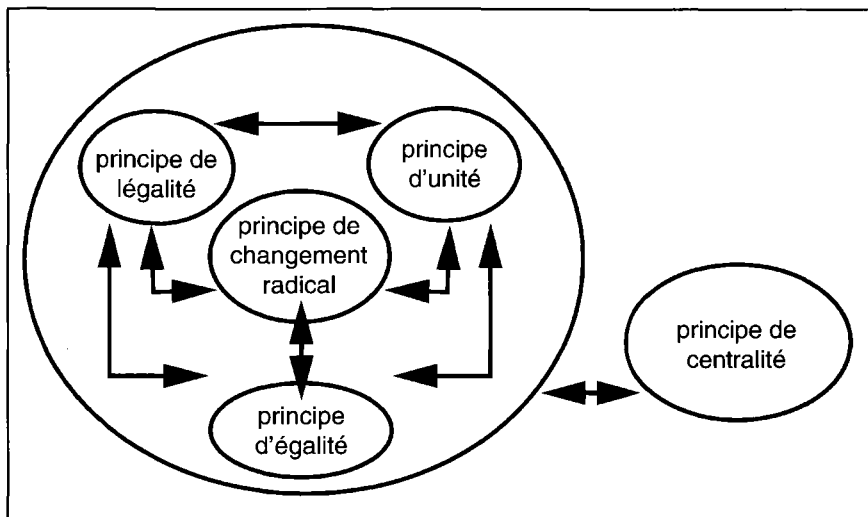 principe de
légalité
principe
d'unité
principe de
changement
radical
principe de
centralité
principe
d'égalité